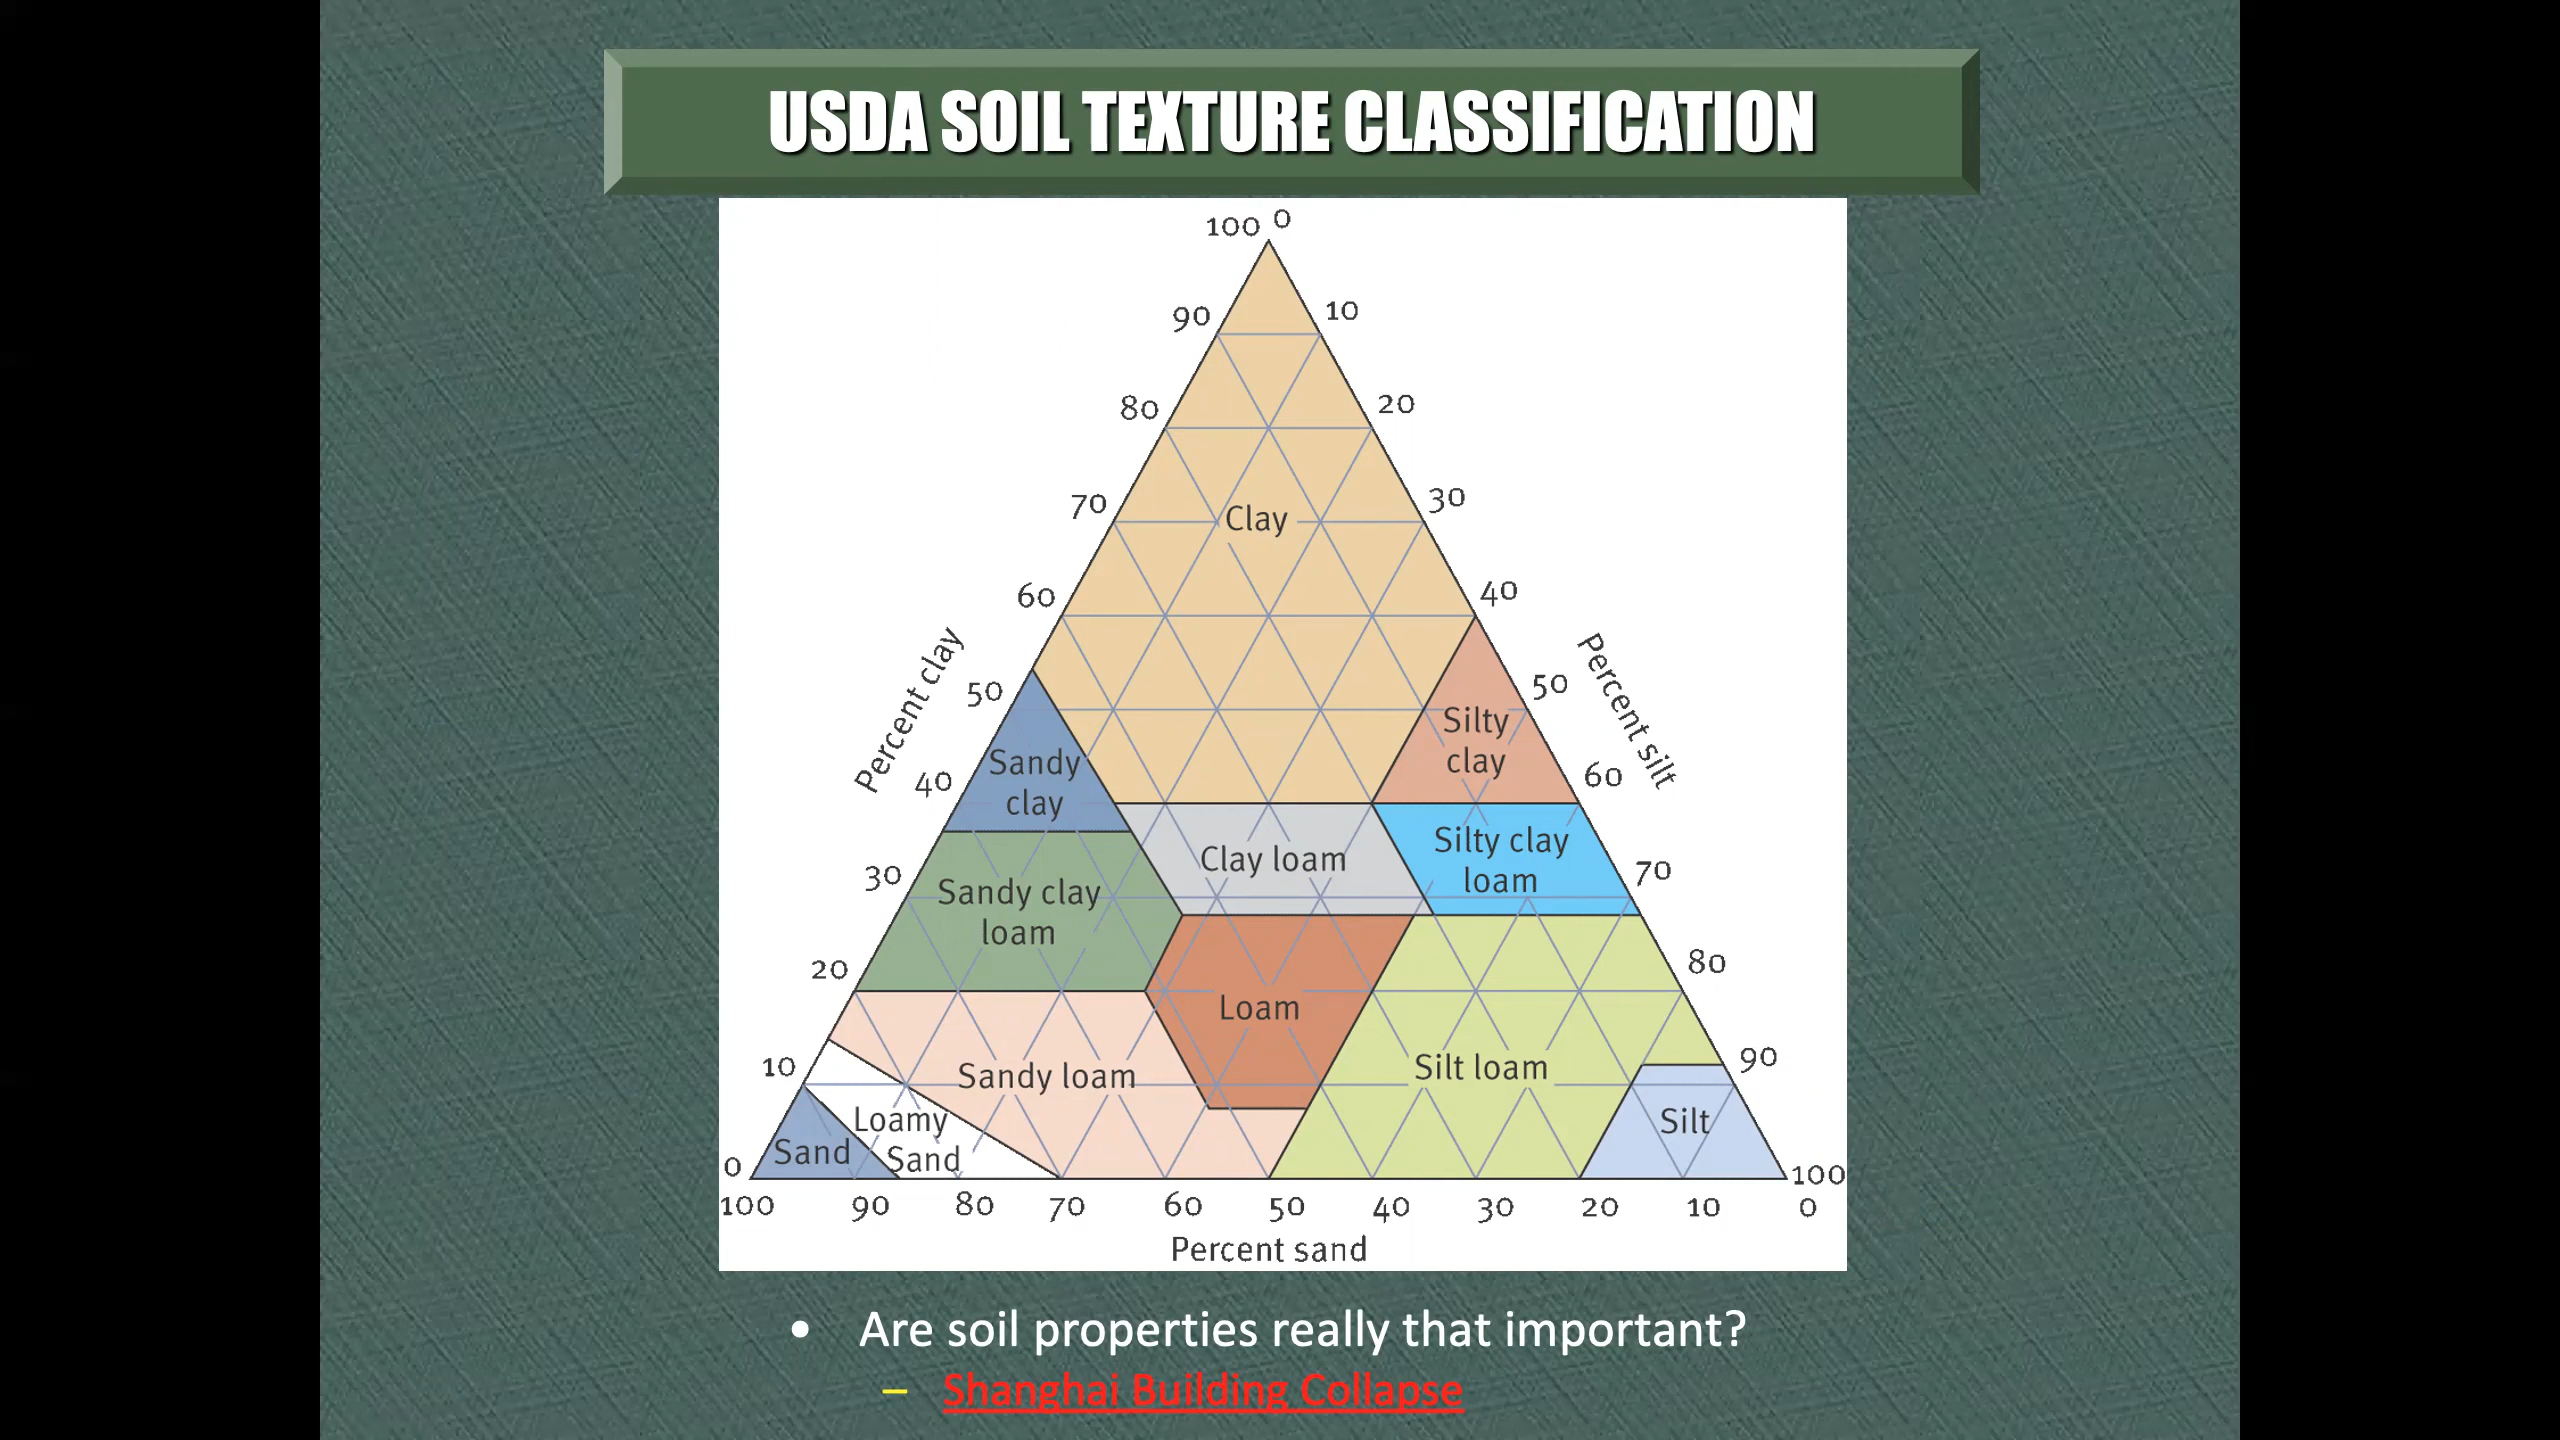 USDA SOIL TEXTURE CLASSIFICATION
100 0
90 10
80 20
70 30
Clay
60 40
Percent clay
Percent silt
50 50
Silty
clay
Sandy
clay
40 60
Clay loam
Silty clay
loam
30 70
Sandy clay
loam
20 80
Loam
10 90
Sandy loam
Silt loam
Loamy
Sand
Sand
Silt
0 100
100 90 80 70 60 50 40 30 20 10 0
Percent sand
• Are soil properties really that important?
– Shanghai Building Collapse